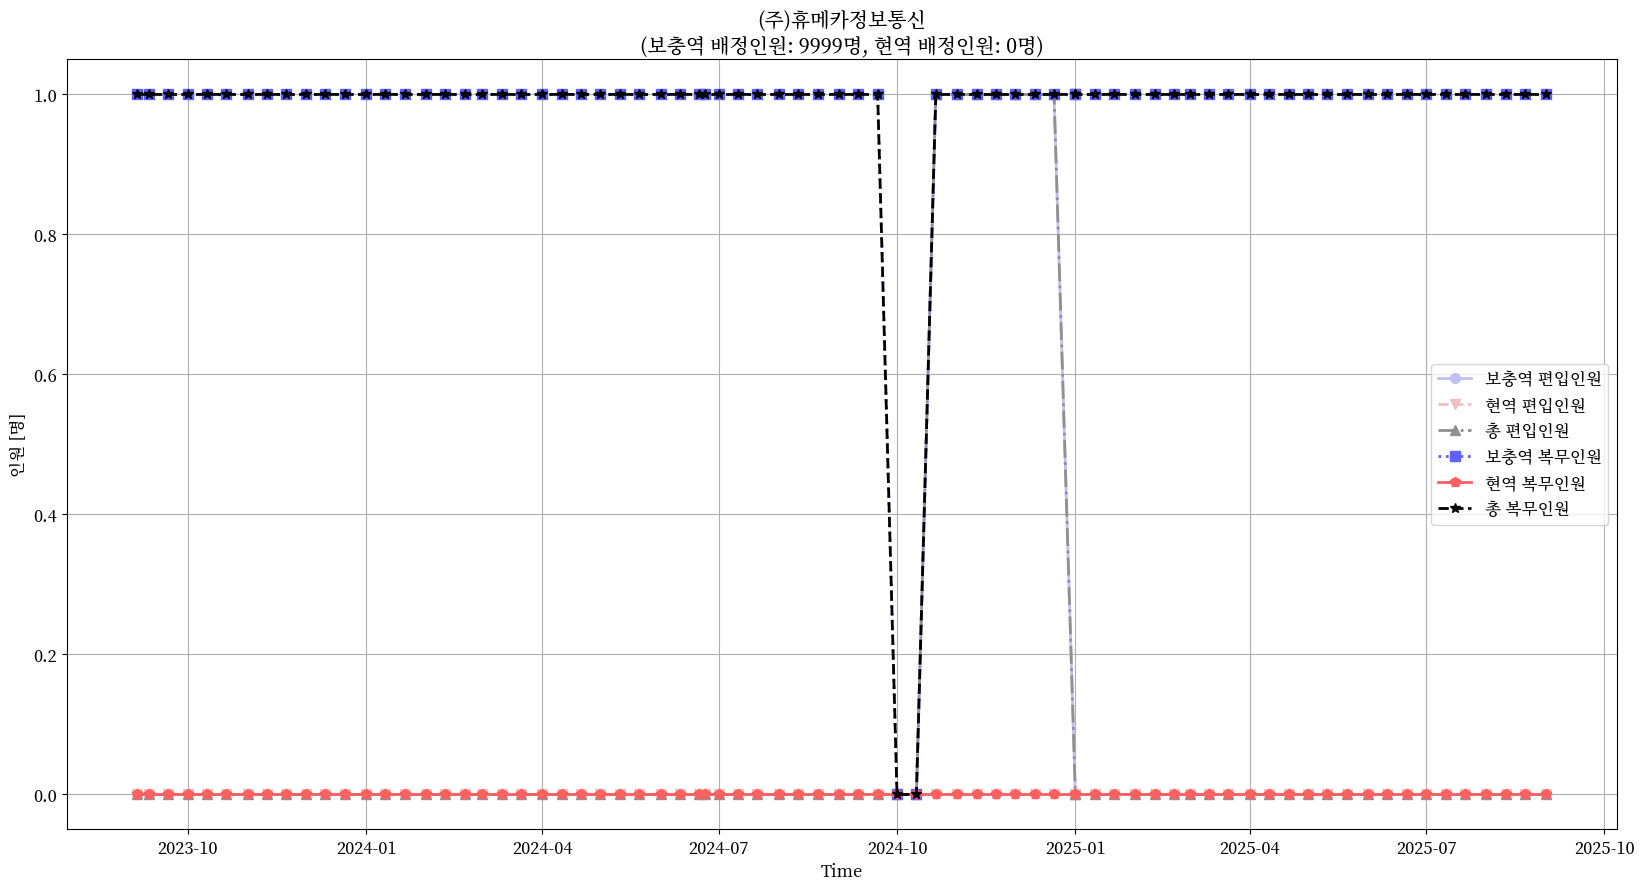 (주)휴메카정보통신
(보충역 배정인원: 9999명, 현역 배정인원: 0명)
인원 [명]
1.0
0.8
0.6
0.4
0.2
0.0
보충역 편입인원
현역 편입인원
총 편입인원
보충역 복무인원
현역 복무인원
총 복무인원
2023-10
2024-01
2024-04
2024-07
2024-10
2025-01
2025-04
2025-07
2025-10
Time